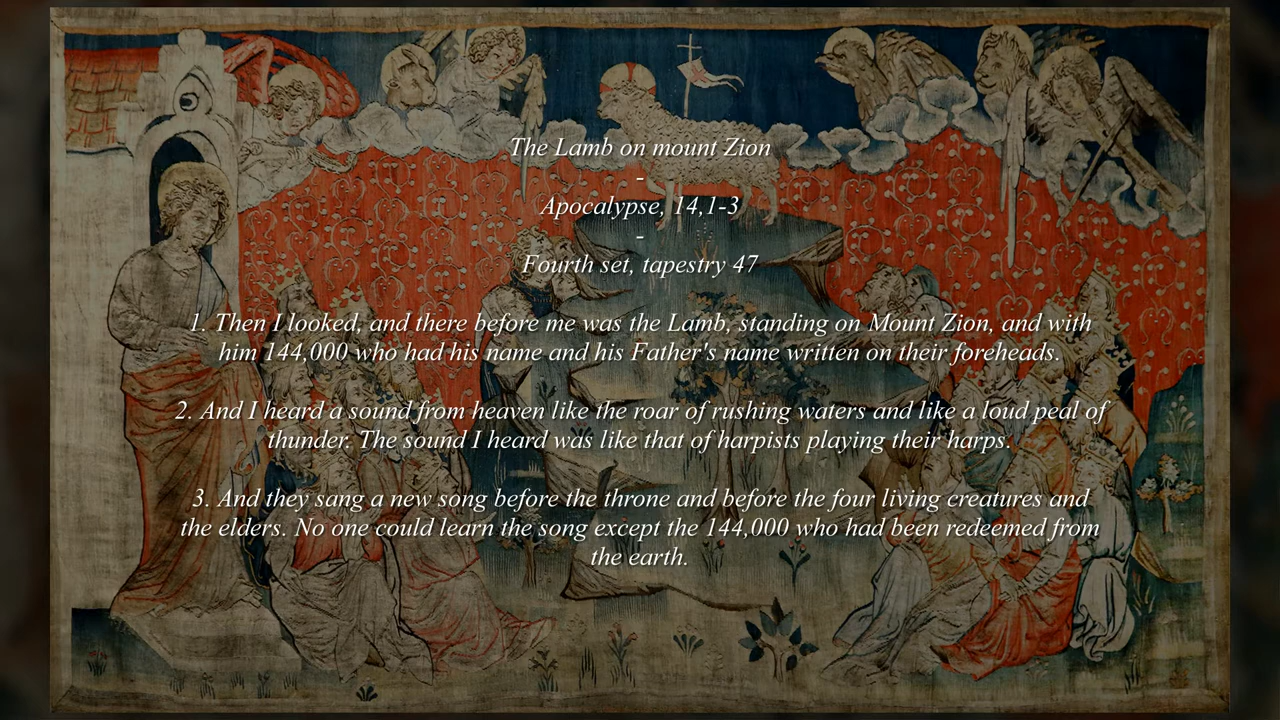 The Lamb on mount Zion
-
Apocalypse, 14,1-3
-
Fourth set, tapestry 47
1. Then I looked, and there before me was the Lamb, standing on Mount Zion, and with
him 144,000 who had his name and his Father's name written on their foreheads.
2. And I heard a sound from heaven like the roar of rushing waters and like a loud peal of
thunder. The sound I heard was like that of harpists playing their harps.
3. And they sang a new song before the throne and before the four living creatures and
the elders. No one could learn the song except the 144,000 who had been redeemed from
the earth.